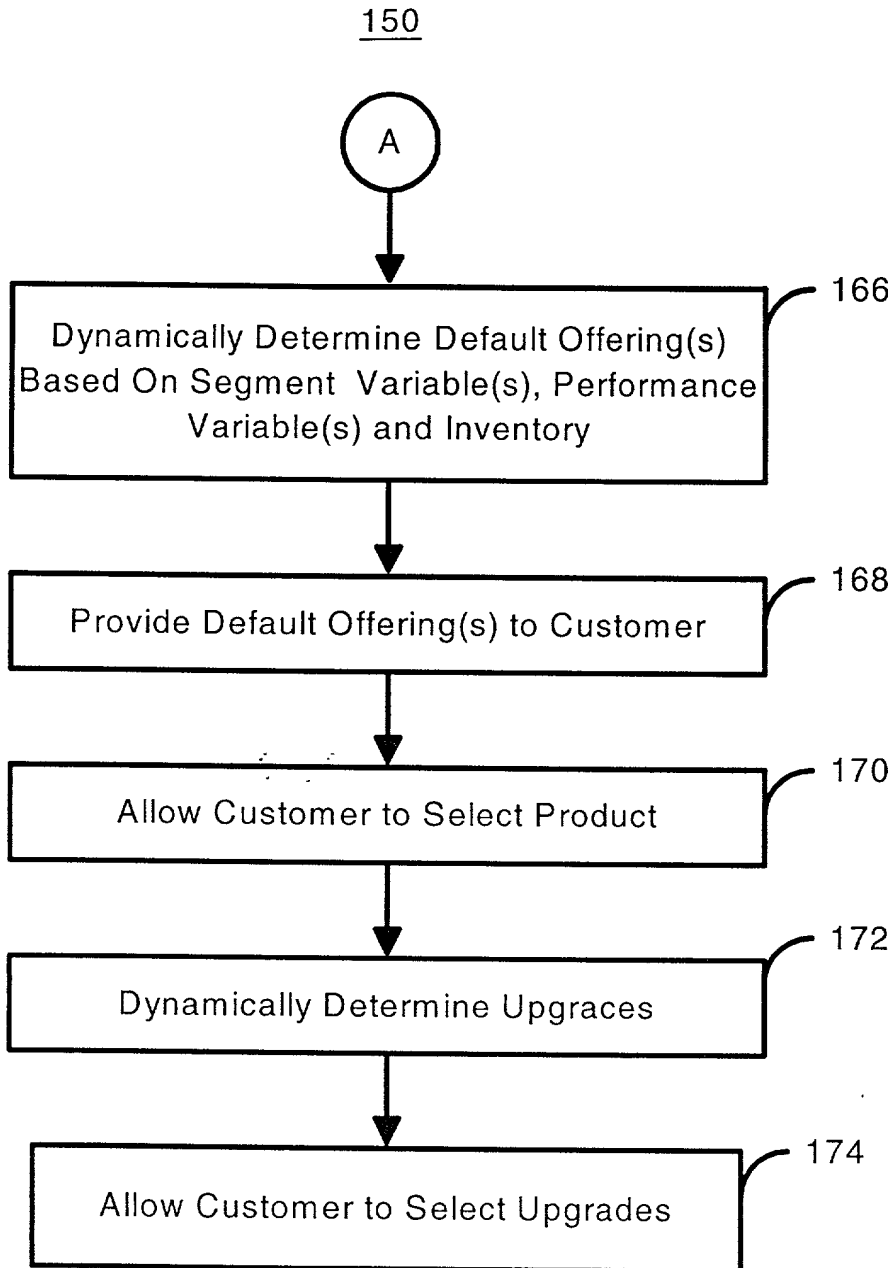 150
A
166
Dynamically Determine Default Offering(s)
Based On Segment Variable(s), Performance
Variable(s) and Inventory
168
Provide Default Offering(s) to Customer
170
Allow Customer to Select Product
172
Dynamically Determine Upgraces
174
Allow Customer to Select Upgrades